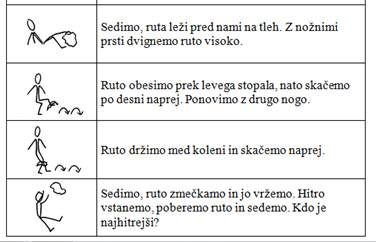 Sedimo, ruta leži pred nami na tleh. Z nožnimi
prsti dvignemo ruto visoko.
Ruto obesimo prek levega stopala, nato skačemo
po desni naprej. Ponovimo z drugo nogo.
Ruto držimo med koleni in skačemo naprej.
Sedimo, ruto zmečkamo in jo vržemo. Hitro
vstanemo, poberemo ruto in sedemo. Kdo je
najhitrejši?